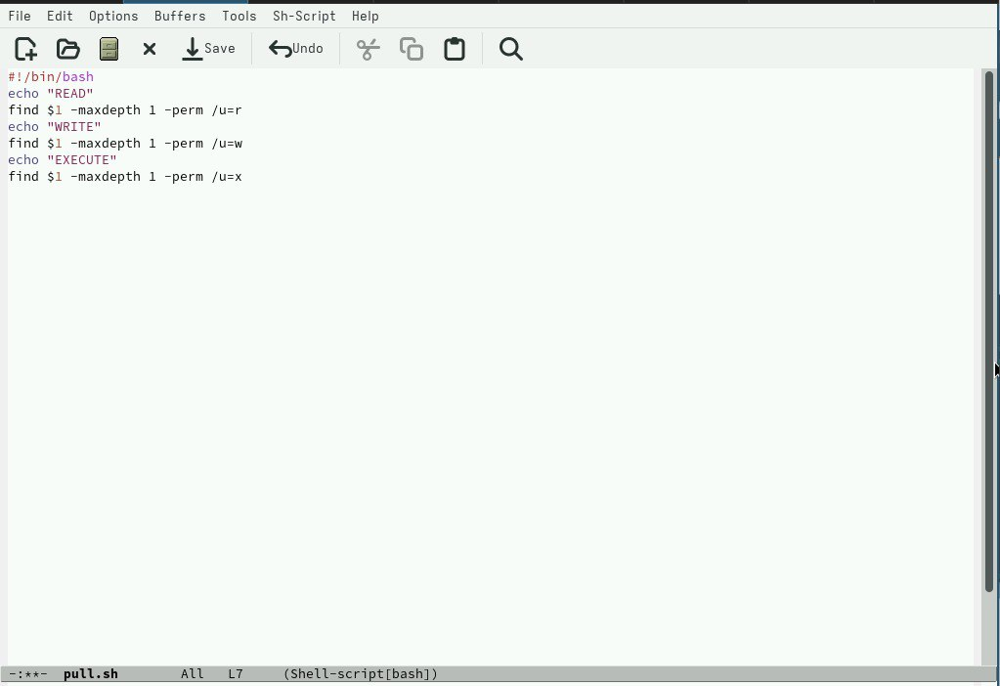 File Edit Options Buffers Tools Sh-Script Help
Save Undo
#!/bin/bash
echo "READ"
find $1 -maxdepth 1 -perm /u=r
echo "WRITE"
find $1 -maxdepth 1 -perm /u=w
echo "EXECUTE"
find $1 -maxdepth 1 -perm /u=x
-:**- pull.sh All L7 (Shell-script[bash])